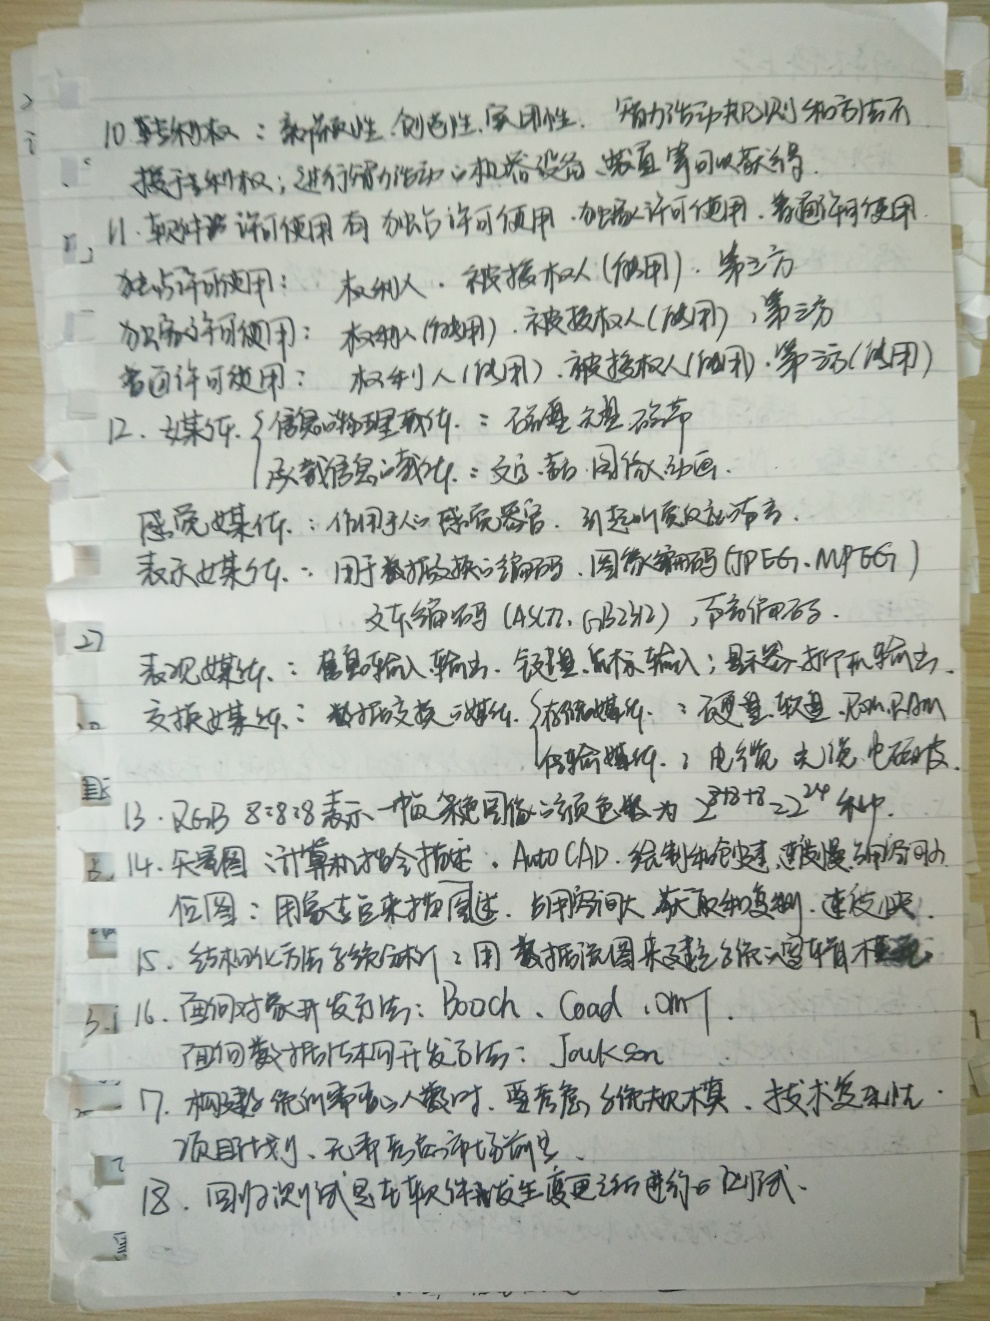 10.专利权：新颖性.创造性.实用性. 智力活动规则和方法不
授予专利权；进行智力活动的机器设备、装置等可以获得.
11.软件许可使用有独占许可使用.独家许可使用.普通许可使用.
独占许可使用： 权利人.被授权人(使用).第三方
独家许可使用： 权利人(使用).被授权人(使用),第三方
普通许可使用： 权利人(使用).被授权人(使用).第三方(使用)
12.媒体.{信息的物理载体.：磁盘.光盘.磁带
承载信息的载体.：文字.声音.图像.动画.
感觉媒体.：作用于人的感觉器官.引起听觉反应的声音.
表示媒体.：用于数据交换的编码.图像编码(JPEG.MPEG)
文本编码(ASCII.GB2312),声音编码.
表现媒体.：信息输入.输出.键盘.鼠标输入；显示器.打印机输出.
交换媒体：数据交换的媒体.{存储媒体.：硬盘.软盘.Rom.RAm
传输媒体.：电缆.光缆.电磁波.
13.RGB 8:8:8表示一帧彩色图像的颜色数为2^{8+8+8}=2^{24}种.
14.矢量图：计算机指令描述.AutoCAD.绘制和创建,速度慢.占用空间小
位图：用像素点来描述.占用空间大.获取和复制.速度快.
15.结构化方法系统分析：用数据流图来建立系统的逻辑模型
16.面向对象开发方法：Booch、Coad.OMT.
面向数据结构开发方法：Jackson
17.构建系统所需要的人数时.要考虑系统规模、技术复杂性.
项目计划、无需考虑市场前景.
18.回归测试是在软件发生变更之后进行的测试.